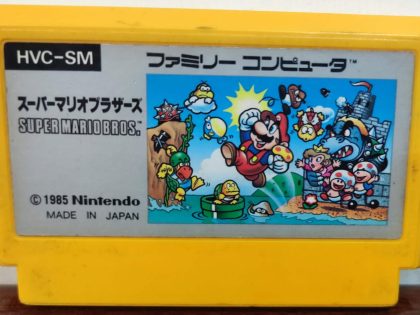 HVC-SM
ファミリー コンピュータ™
スーパーマリオブラザーズ
SUPER MARIO BROS.™
© 1985 Nintendo
MADE IN JAPAN